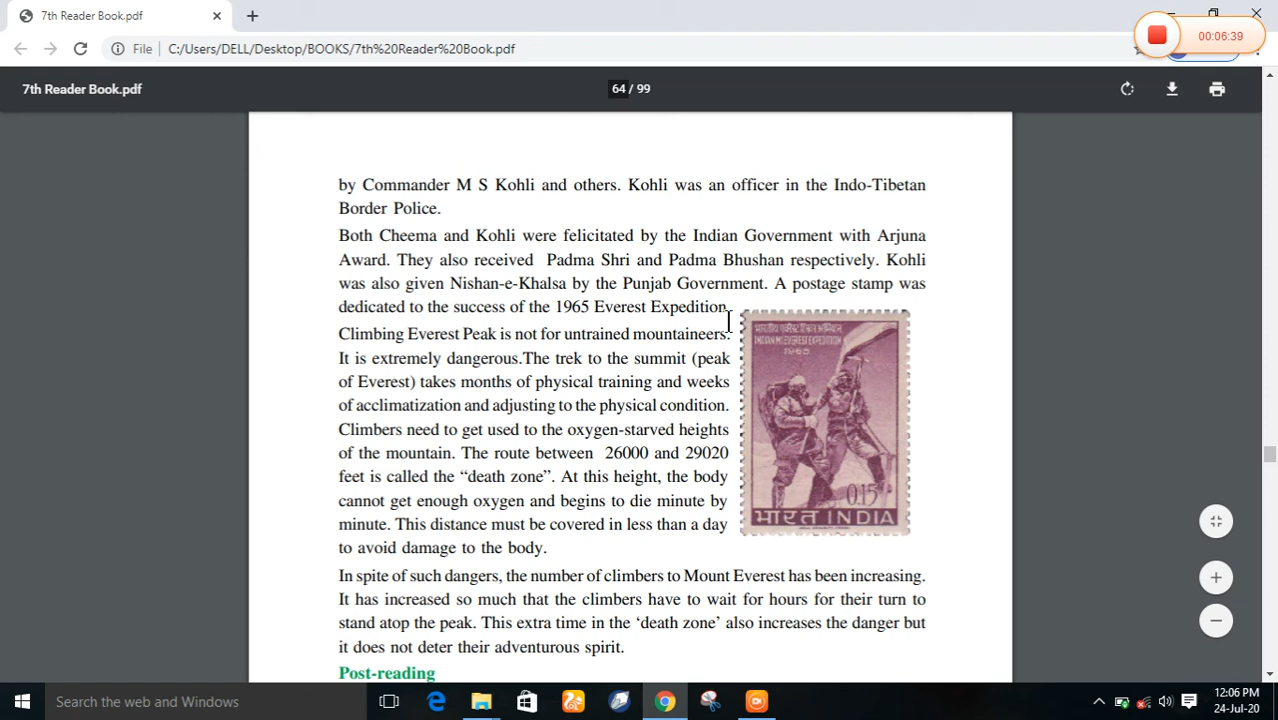 7th Reader Book.pdf
00:06:39
File
C:/Users/DELL/Desktop/BOOKS/7th%20Reader%20Book.pdf
7th Reader Book.pdf
64 / 99
by Commander M S Kohli and others. Kohli was an officer in the Indo-Tibetan
Border Police.
Both Cheema and Kohli were felicitated by the Indian Government with Arjuna
Award. They also received Padma Shri and Padma Bhushan respectively. Kohli
was also given Nishan-e-Khalsa by the Punjab Government. A postage stamp was
dedicated to the success of the 1965 Everest Expedition.
Climbing Everest Peak is not for untrained mountaineers.
It is extremely dangerous.The trek to the summit (peak
of Everest) takes months of physical training and weeks
of acclimatization and adjusting to the physical condition.
Climbers need to get used to the oxygen-starved heights
of the mountain. The route between 26000 and 29020
feet is called the “death zone”. At this height, the body
cannot get enough oxygen and begins to die minute by
minute. This distance must be covered in less than a day
to avoid damage to the body.
INDIAN MT. EVEREST EXPEDITION
1965
0.15
भारत INDIA
In spite of such dangers, the number of climbers to Mount Everest has been increasing.
It has increased so much that the climbers have to wait for hours for their turn to
stand atop the peak. This extra time in the ‘death zone’ also increases the danger but
it does not deter their adventurous spirit.
Post-reading
Search the web and Windows
12:06 PM
24-Jul-20